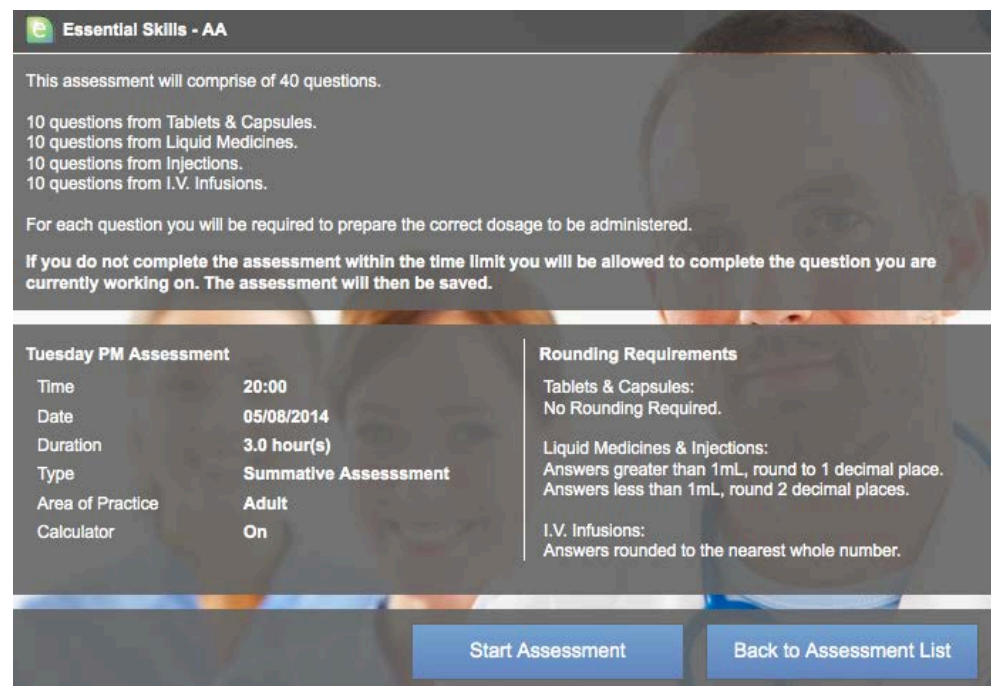 e Essential Skills - AA
This assessment will comprise of 40 questions.
10 questions from Tablets & Capsules.
10 questions from Liquid Medicines.
10 questions from Injections.
10 questions from I.V. Infusions.
For each question you will be required to prepare the correct dosage to be administered.
If you do not complete the assessment within the time limit you will be allowed to complete the question you are
currently working on. The assessment will then be saved.
Tuesday PM Assessment
Time 20:00
Date 05/08/2014
Duration 3.0 hour(s)
Type Summative Assesssment
Area of Practice Adult
Calculator On
Rounding Requirements
Tablets & Capsules:
No Rounding Required.
Liquid Medicines & Injections:
Answers greater than 1mL, round to 1 decimal place.
Answers less than 1mL, round 2 decimal places.
I.V. Infusions:
Answers rounded to the nearest whole number.
Start Assessment
Back to Assessment List